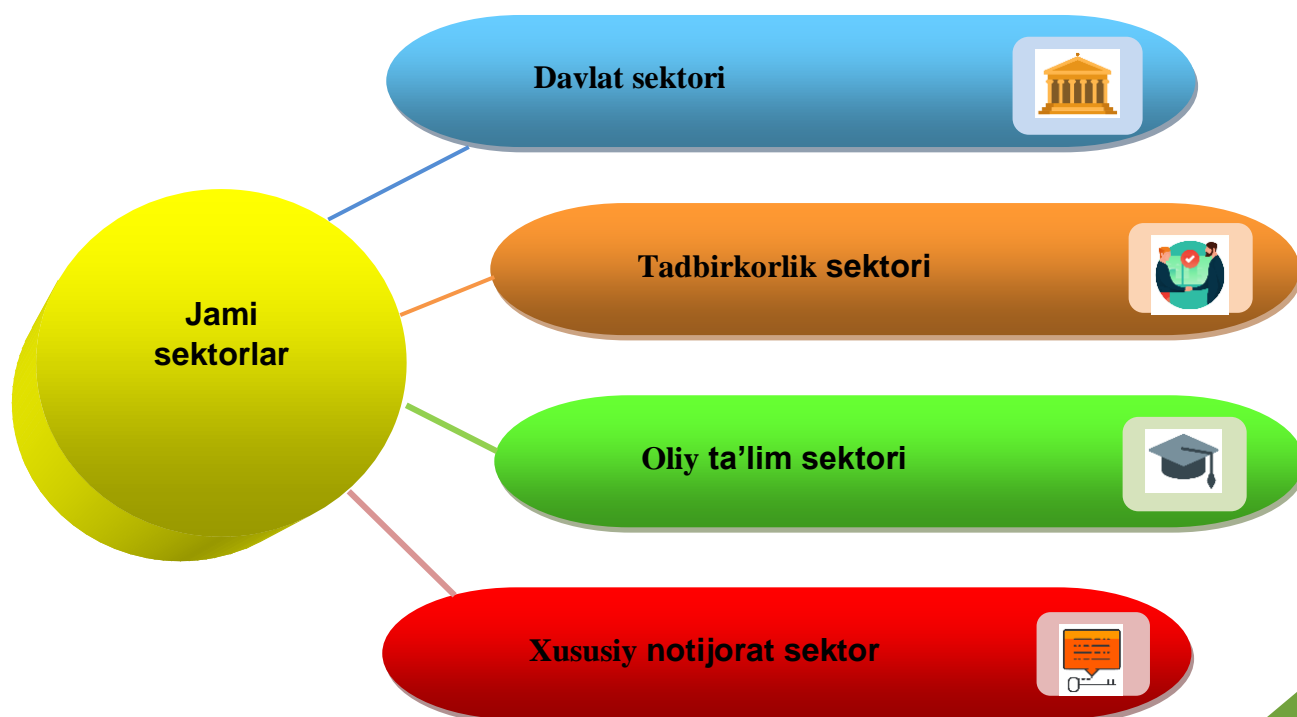 Davlat sektori
Tadbirkorlik sektori
Jami
sektorlar
Oliy ta’lim sektori
Xususiy notijorat sektor